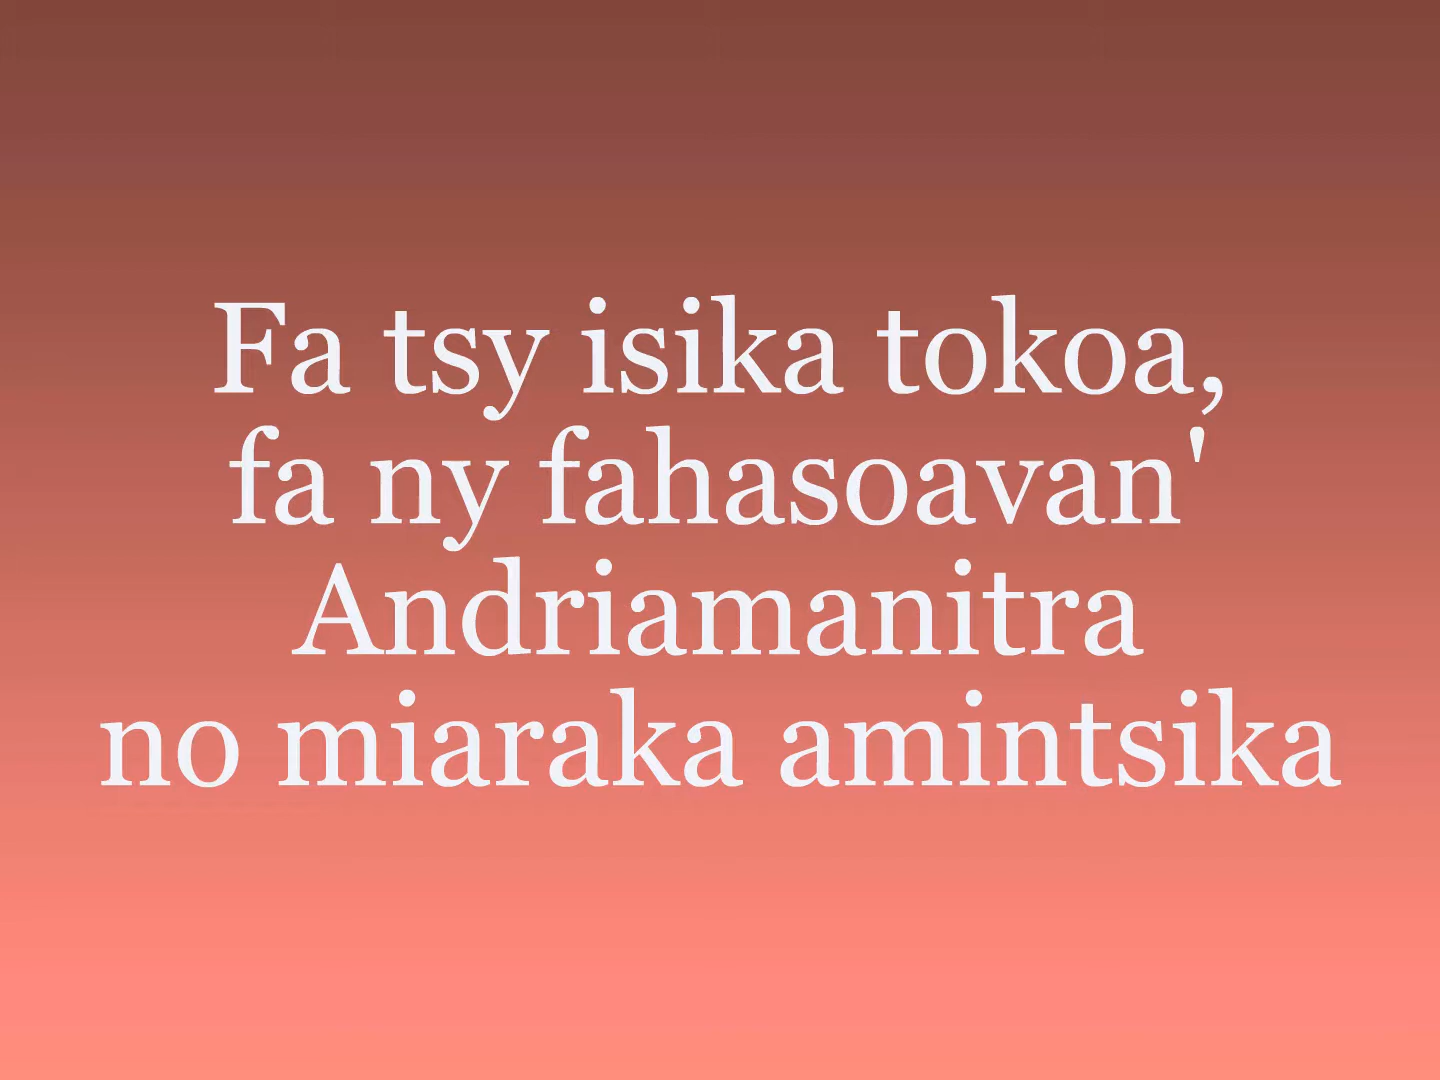 Fa tsy isika tokoa,
fa ny fahasoavan'
Andriamanitra
no miaraka amintsika